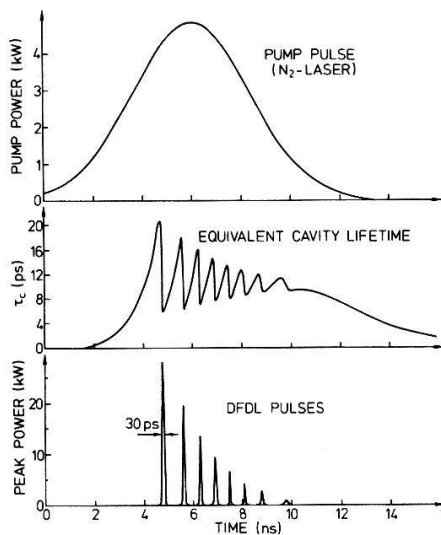 PUMP POWER (kW)
4
3
2
1
0
PUMP PULSE
(N₂-LASER)
τc (ps)
20
16
12
8
4
0
EQUIVALENT CAVITY LIFETIME
PEAK POWER (kW)
20
10
0
30 ps
DFDL PULSES
0 2 4 6 8 10 12 14
TIME (ns)